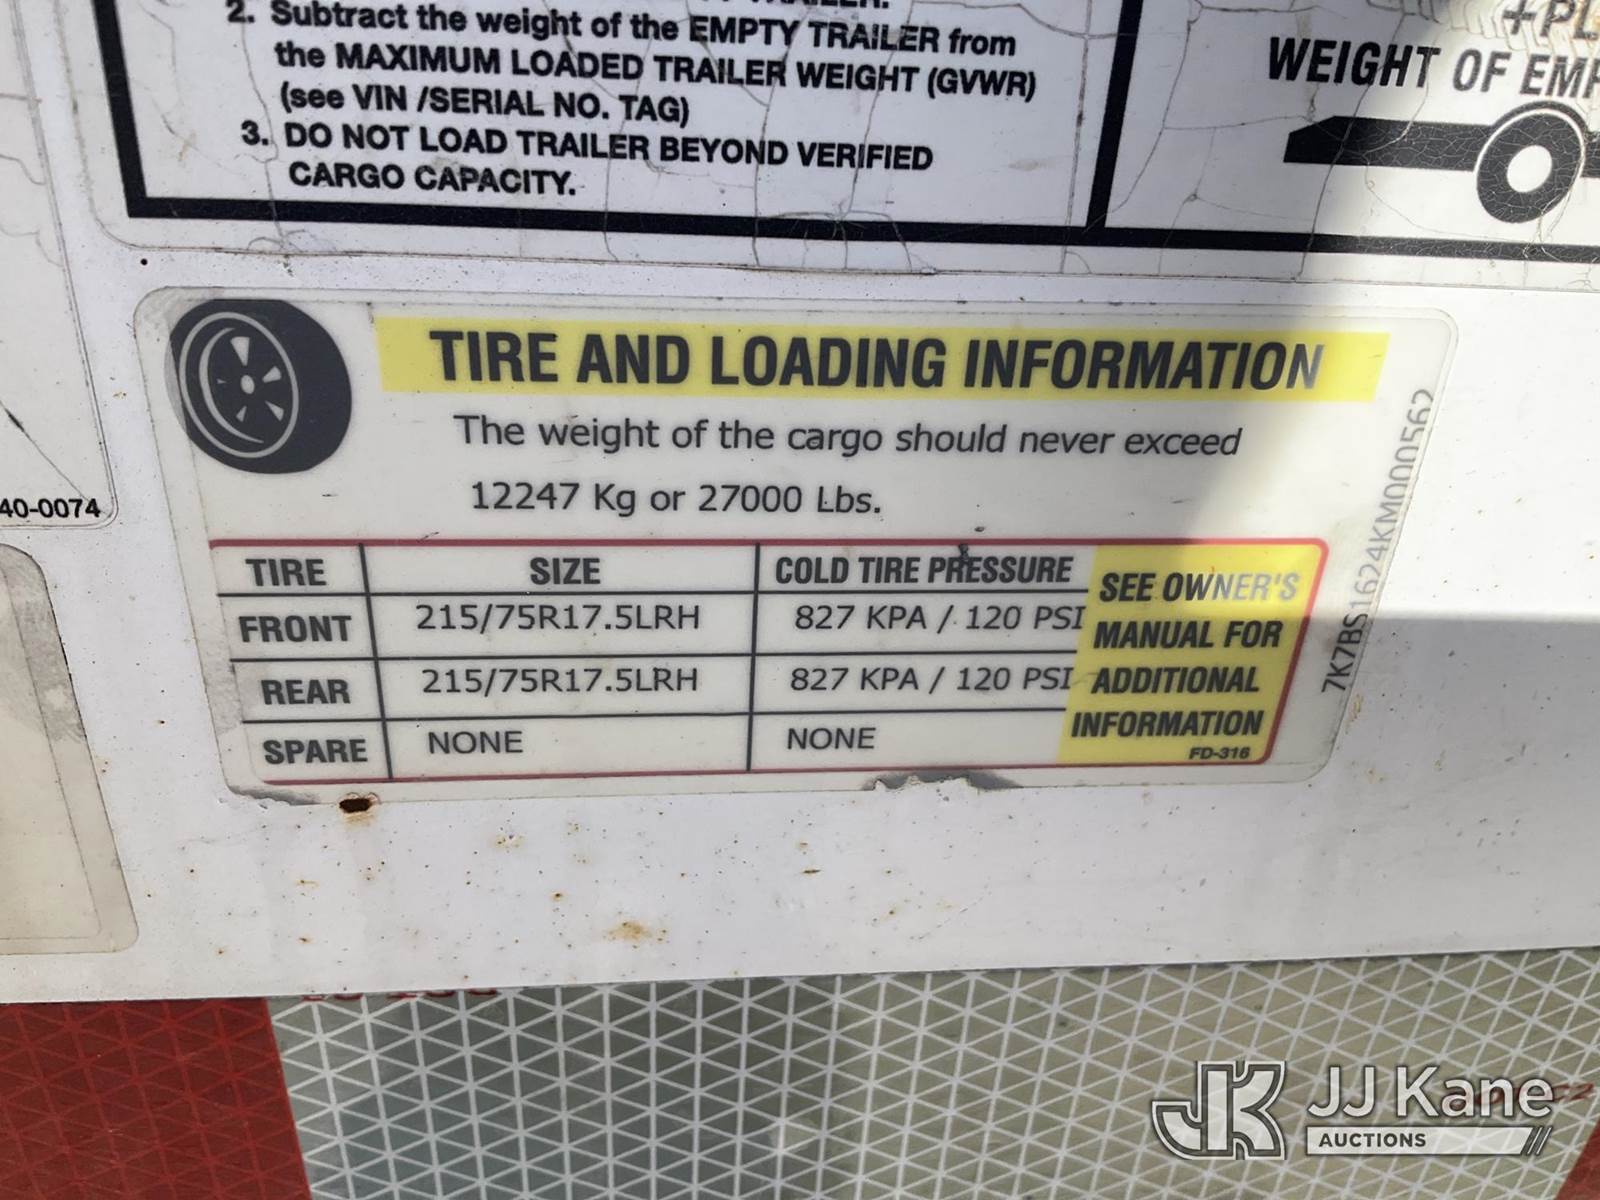 2. Subtract the weight of the EMPTY TRAILER from
the MAXIMUM LOADED TRAILER WEIGHT (GVWR)
(see VIN /SERIAL NO. TAG)
3. DO NOT LOAD TRAILER BEYOND VERIFIED
CARGO CAPACITY.
WEIGHT OF
40-0074
TIRE AND LOADING INFORMATION
The weight of the cargo should never exceed
12247 Kg or 27000 Lbs.
TIRE SIZE COLD TIRE PRESSURE
FRONT 215/75R17.5LRH 827 KPA / 120 PSI
REAR 215/75R17.5LRH 827 KPA / 120 PSI
SPARE NONE NONE
SEE OWNER'S
MANUAL FOR
ADDITIONAL
INFORMATION
FD-316
7K7BS1624KM000562
JK JJ Kane
AUCTIONS